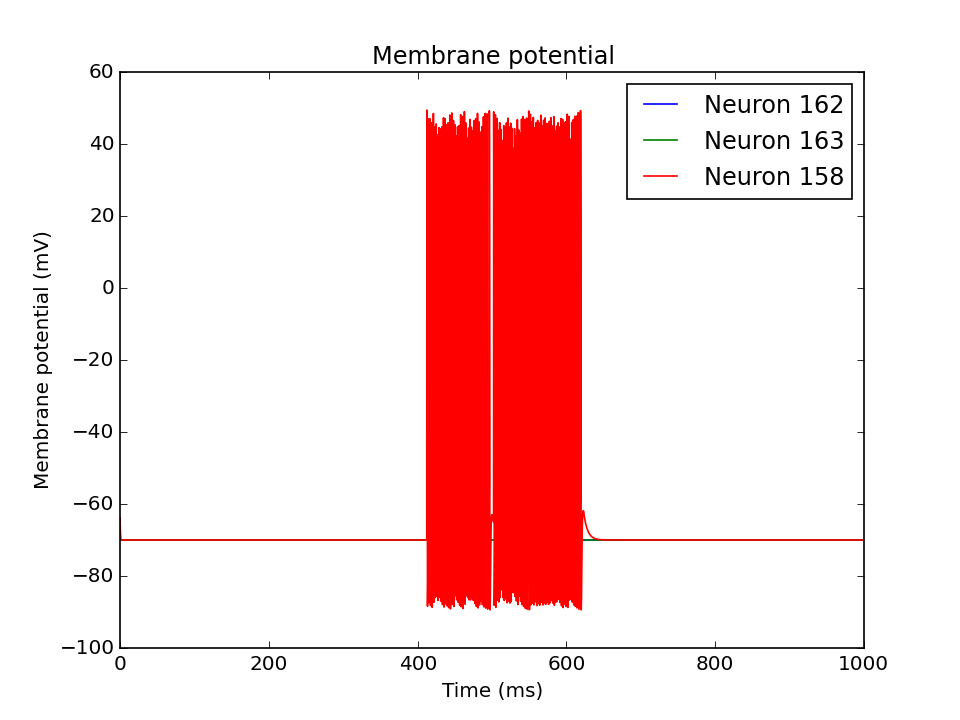 Membrane potential
Neuron 162
Neuron 163
Neuron 158
Membrane potential (mV)
60
40
20
0
−20
−40
−60
−80
−100
0 200 400 600 800 1000
Time (ms)